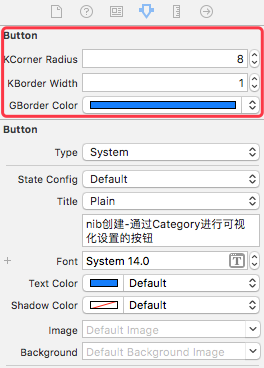 Button
KCorner Radius 8
KBorder Width 1
GBorder Color
Button
Type System
State Config Default
Title Plain
nib创建-通过Category进行可视
化设置的按钮
Font System 14.0 T
Text Color Default
Shadow Color Default
Image Default Image
Background Default Background Image